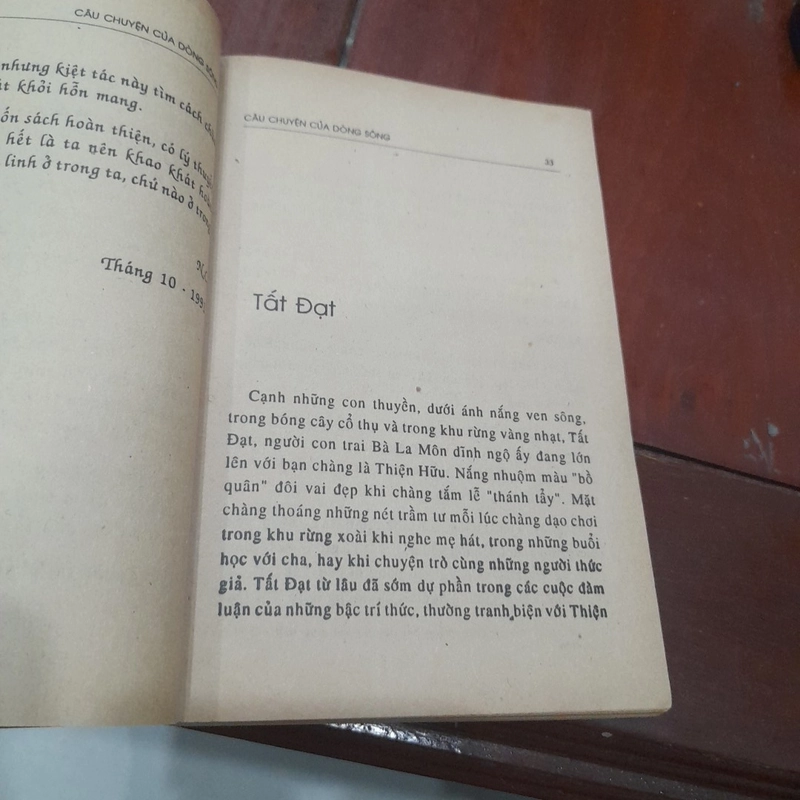 CÂU CHUYỆN CỦA DÒNG SÔNG
những kiệt tác này tìm cách
khỏi hỗn mang.
sách hoàn thiện, có lý
hết là ta nên khao khát
linh ở trong ta, chứ nào ở trong
Tháng 10 - 199
CÂU CHUYỆN CỦA DÒNG SÔNG
33
Tất Đạt
Cạnh những con thuyền, dưới ánh nắng ven sông,
trong bóng cây cổ thụ và trong khu rừng vàng nhạt, Tất
Đạt, người con trai Bà La Môn dĩnh ngộ ấy đang lớn
lên với bạn chàng là Thiện Hữu. Nắng nhuộm màu "bồ
quân" đôi vai đẹp khi chàng tắm lễ "thánh tẩy". Mặt
chàng thoáng những nét trầm tư mỗi lúc chàng dạo chơi
trong khu rừng xoài khi nghe mẹ hát, trong những buổi
học với cha, hay khi chuyện trò cùng những người thức
giả. Tất Đạt từ lâu đã sớm dự phần trong các cuộc đàm
luận của những bậc trí thức, thường tranh biện với Thiện